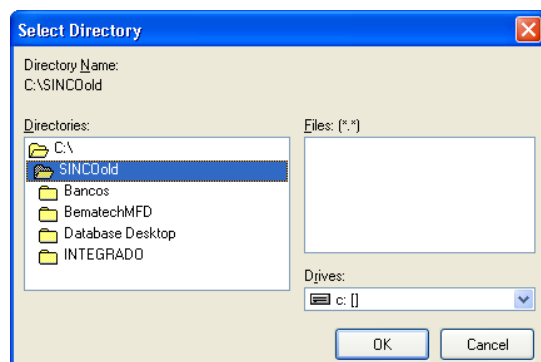 Select Directory
Directory Name:
C:\SINCOold
Directories:
C:\
SINCOold
Bancos
BematechMFD
Database Desktop
INTEGRADO
Files: (*.*)
Drives:
c: []
OK
Cancel